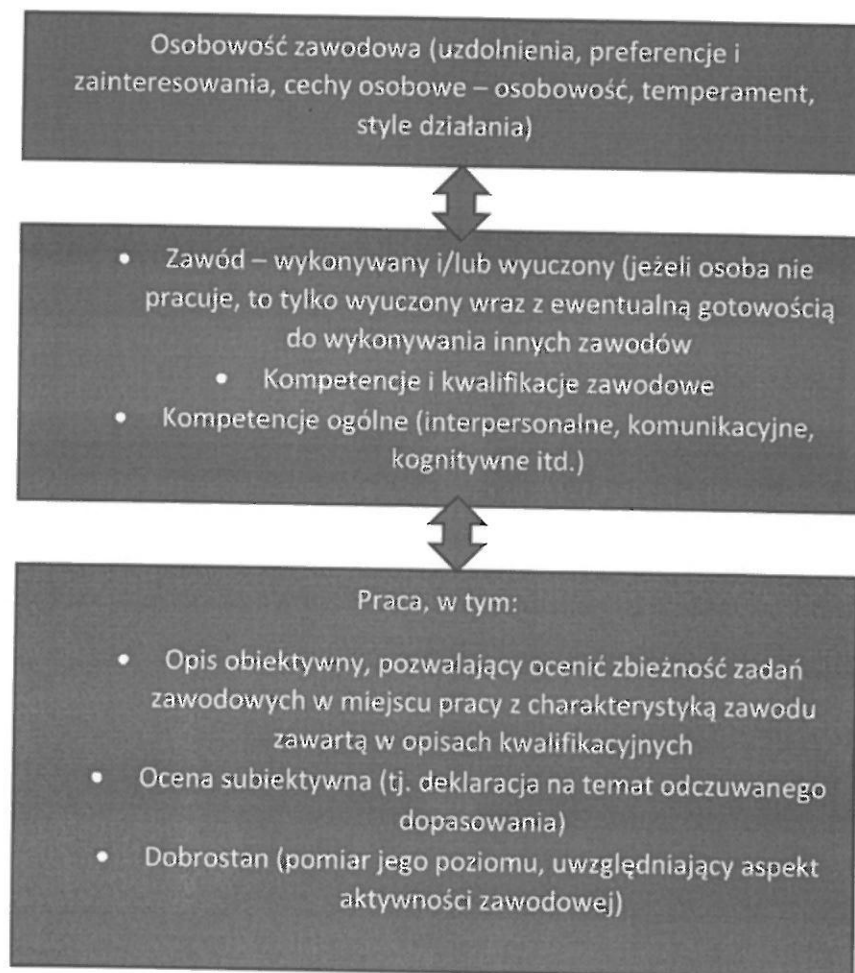 Osobowość zawodowa (uzdolnienia, preferencje i
zainteresowania, cechy osobowe – osobowość, temperament,
style działania)
• Zawód – wykonywany i/lub wyuczony (jeżeli osoba nie
pracuje, to tylko wyuczony wraz z ewentualną gotowością
do wykonywania innych zawodów
• Kompetencje i kwalifikacje zawodowe
• Kompetencje ogólne (interpersonalne, komunikacyjne,
kognitywne itd.)
Praca, w tym:
• Opis obiektywny, pozwalający ocenić zbieżność zadań
zawodowych w miejscu pracy z charakterystyką zawodu
zawartą w opisach kwalifikacyjnych
• Ocena subiektywna (tj. deklaracja na temat odczuwanego
dopasowania)
• Dobrostan (pomiar jego poziomu, uwzględniający aspekt
aktywności zawodowej)